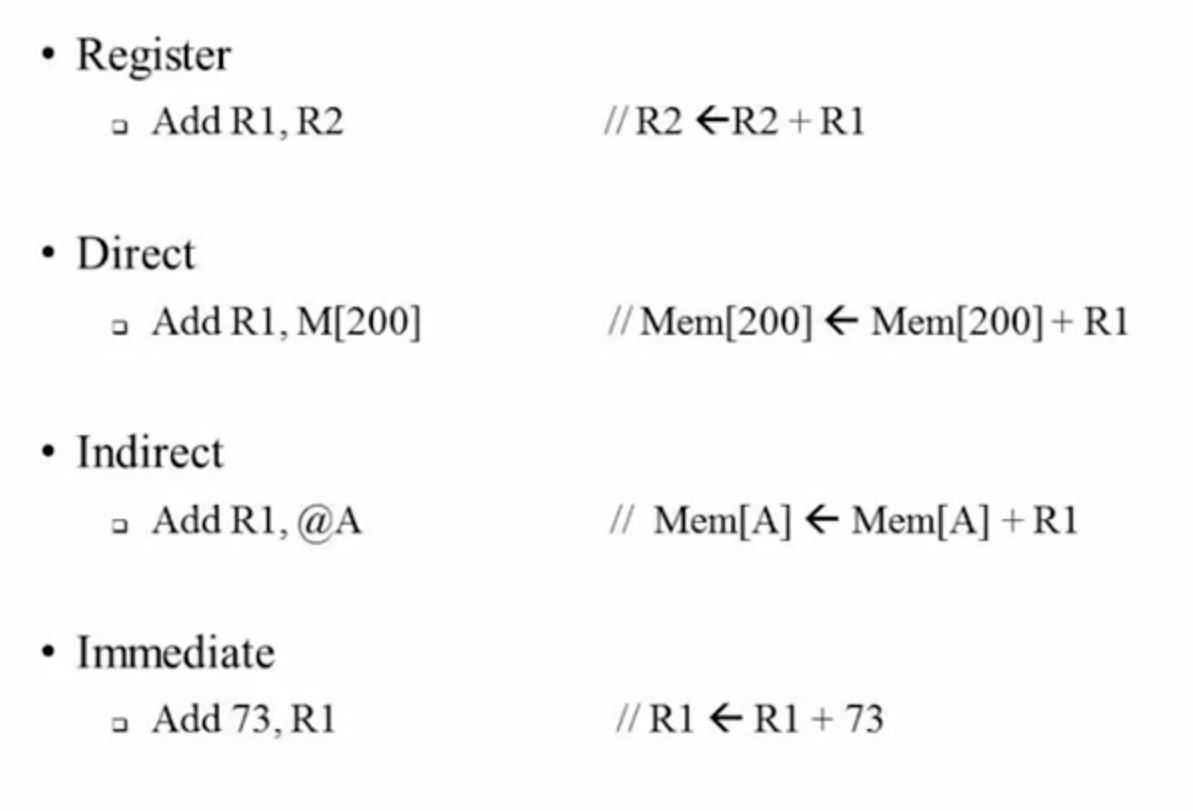 • Register
❑ Add R1, R2 // R2 ←R2 + R1
• Direct
❑ Add R1, M[200] // Mem[200] ← Mem[200] + R1
• Indirect
❑ Add R1, @A // Mem[A] ← Mem[A] + R1
• Immediate
❑ Add 73, R1 // R1 ← R1 + 73